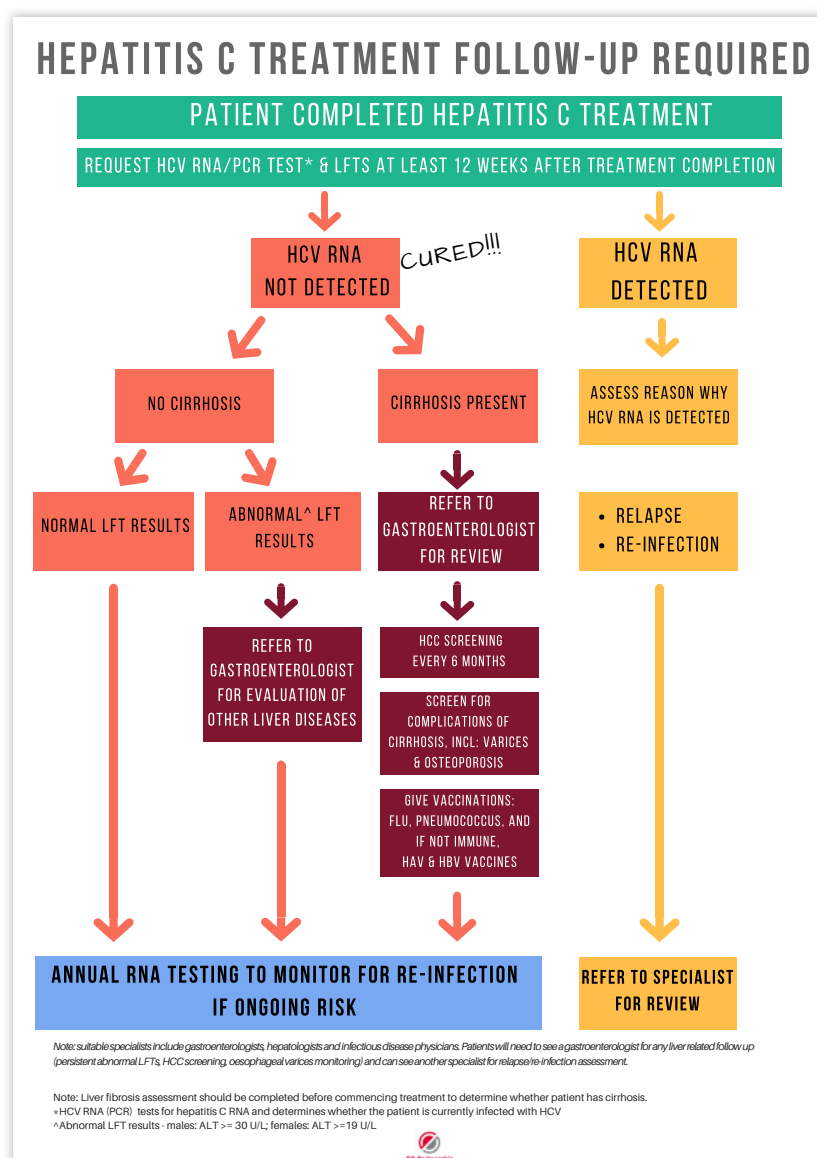 HEPATITIS C TREATMENT FOLLOW-UP REQUIRED
PATIENT COMPLETED HEPATITIS C TREATMENT
REQUEST HCV RNA/PCR TEST* & LFTS AT LEAST 12 WEEKS AFTER TREATMENT COMPLETION
HCV RNA
NOT DETECTED
CURED!!!
HCV RNA
DETECTED
NO CIRRHOSIS
CIRRHOSIS PRESENT
ASSESS REASON WHY
HCV RNA IS DETECTED
NORMAL LFT RESULTS
ABNORMAL^ LFT
RESULTS
REFER TO
GASTROENTEROLOGIST
FOR REVIEW
• RELAPSE
• RE-INFECTION
REFER TO
GASTROENTEROLOGIST
FOR EVALUATION OF
OTHER LIVER DISEASES
HCC SCREENING
EVERY 6 MONTHS
SCREEN FOR
COMPLICATIONS OF
CIRRHOSIS, INCL: VARICES
& OSTEOPOROSIS
GIVE VACCINATIONS:
FLU, PNEUMOCOCCUS, AND
IF NOT IMMUNE,
HAV & HBV VACCINES
ANNUAL RNA TESTING TO MONITOR FOR RE-INFECTION
IF ONGOING RISK
REFER TO SPECIALIST
FOR REVIEW
Note: suitable specialists include gastroenterologists, hepatologists and infectious disease physicians. Patients will need to see a gastroenterologist for any liver related follow up
(persistent abnormal LFTs, HCC screening, oesophageal varices monitoring) and can see another specialist for relapse/re-infection assessment.
Note: Liver fibrosis assessment should be completed before commencing treatment to determine whether patient has cirrhosis.
*HCV RNA (PCR) tests for hepatitis C RNA and determines whether the patient is currently infected with HCV
^Abnormal LFT results - males: ALT >= 30 U/L; females: ALT >=19 U/L